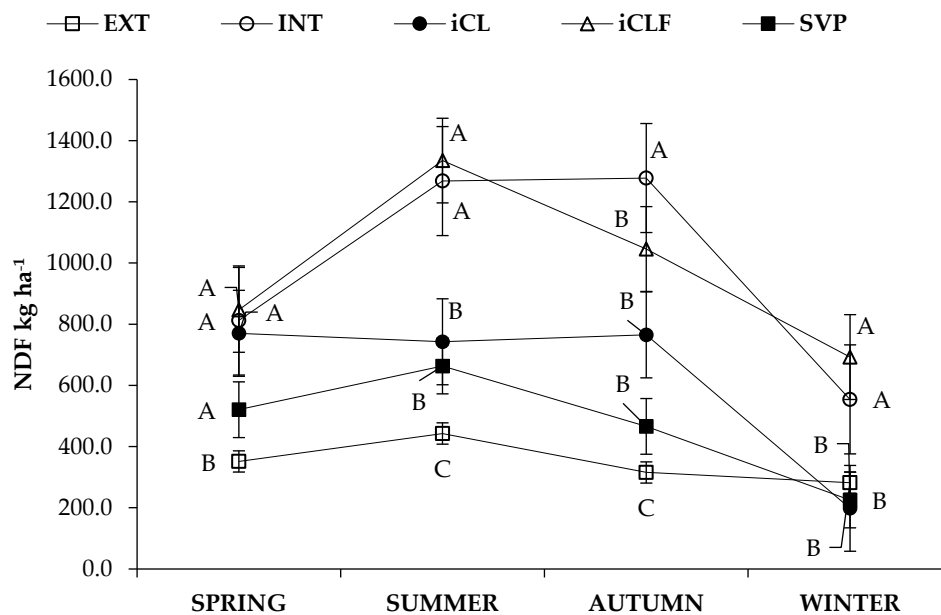 EXT INT iCL iCLF SVP
1600.0
1400.0
1200.0
1000.0
800.0
600.0
400.0
200.0
0.0
NDF kg ha-1
A
A
A
A
B
A
A
B
B
C
A
B
B
B
C
A
A
B
B
B
SPRING SUMMER AUTUMN WINTER